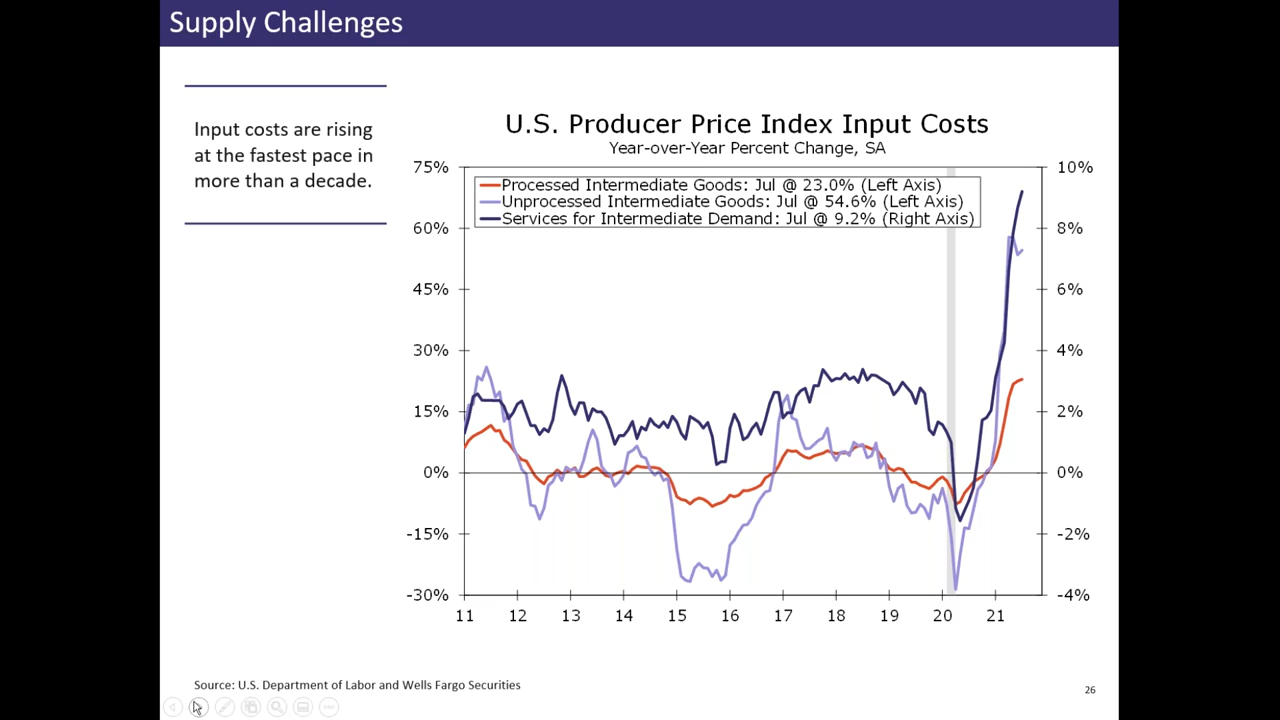 Supply Challenges
Input costs are rising
at the fastest pace in
more than a decade.
U.S. Producer Price Index Input Costs
Year-over-Year Percent Change, SA
75%
60%
45%
30%
15%
0%
-15%
-30%
10%
8%
6%
4%
2%
0%
-2%
-4%
Processed Intermediate Goods: Jul @ 23.0% (Left Axis)
Unprocessed Intermediate Goods: Jul @ 54.6% (Left Axis)
Services for Intermediate Demand: Jul @ 9.2% (Right Axis)
11 12 13 14 15 16 17 18 19 20 21
Source: U.S. Department of Labor and Wells Fargo Securities
26